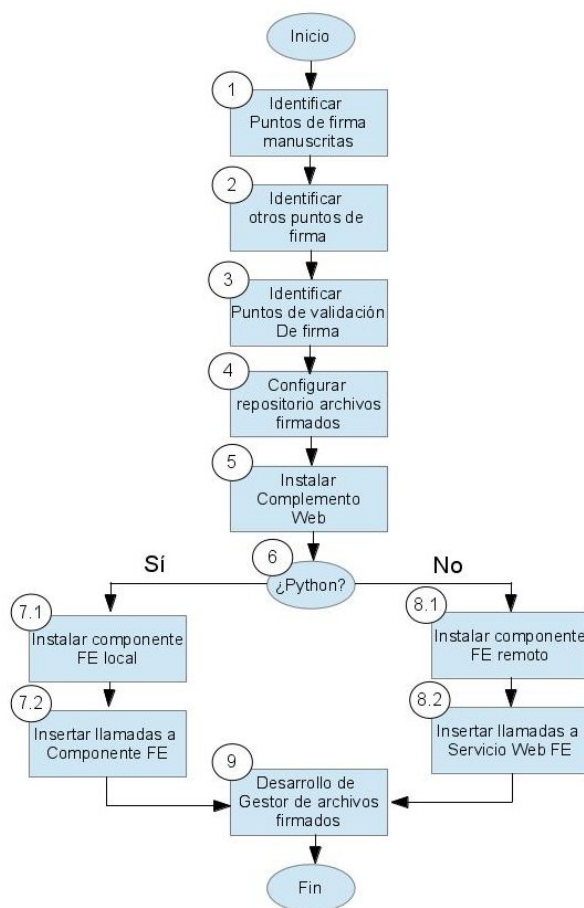 Inicio
1
Identificar
Puntos de firma
manuscritas
2
Identificar
otros puntos de
firma
3
Identificar
Puntos de validación
De firma
4
Configurar
repositorio archivos
firmados
5
Instalar
Complemento
Web
6
¿Python?
Sí
No
7.1
Instalar componente
FE local
7.2
Insertar llamadas a
Componente FE
8.1
Instalar componente
FE remoto
8.2
Insertar llamadas a
Servicio Web FE
9
Desarrollo de
Gestor de archivos
firmados
Fin